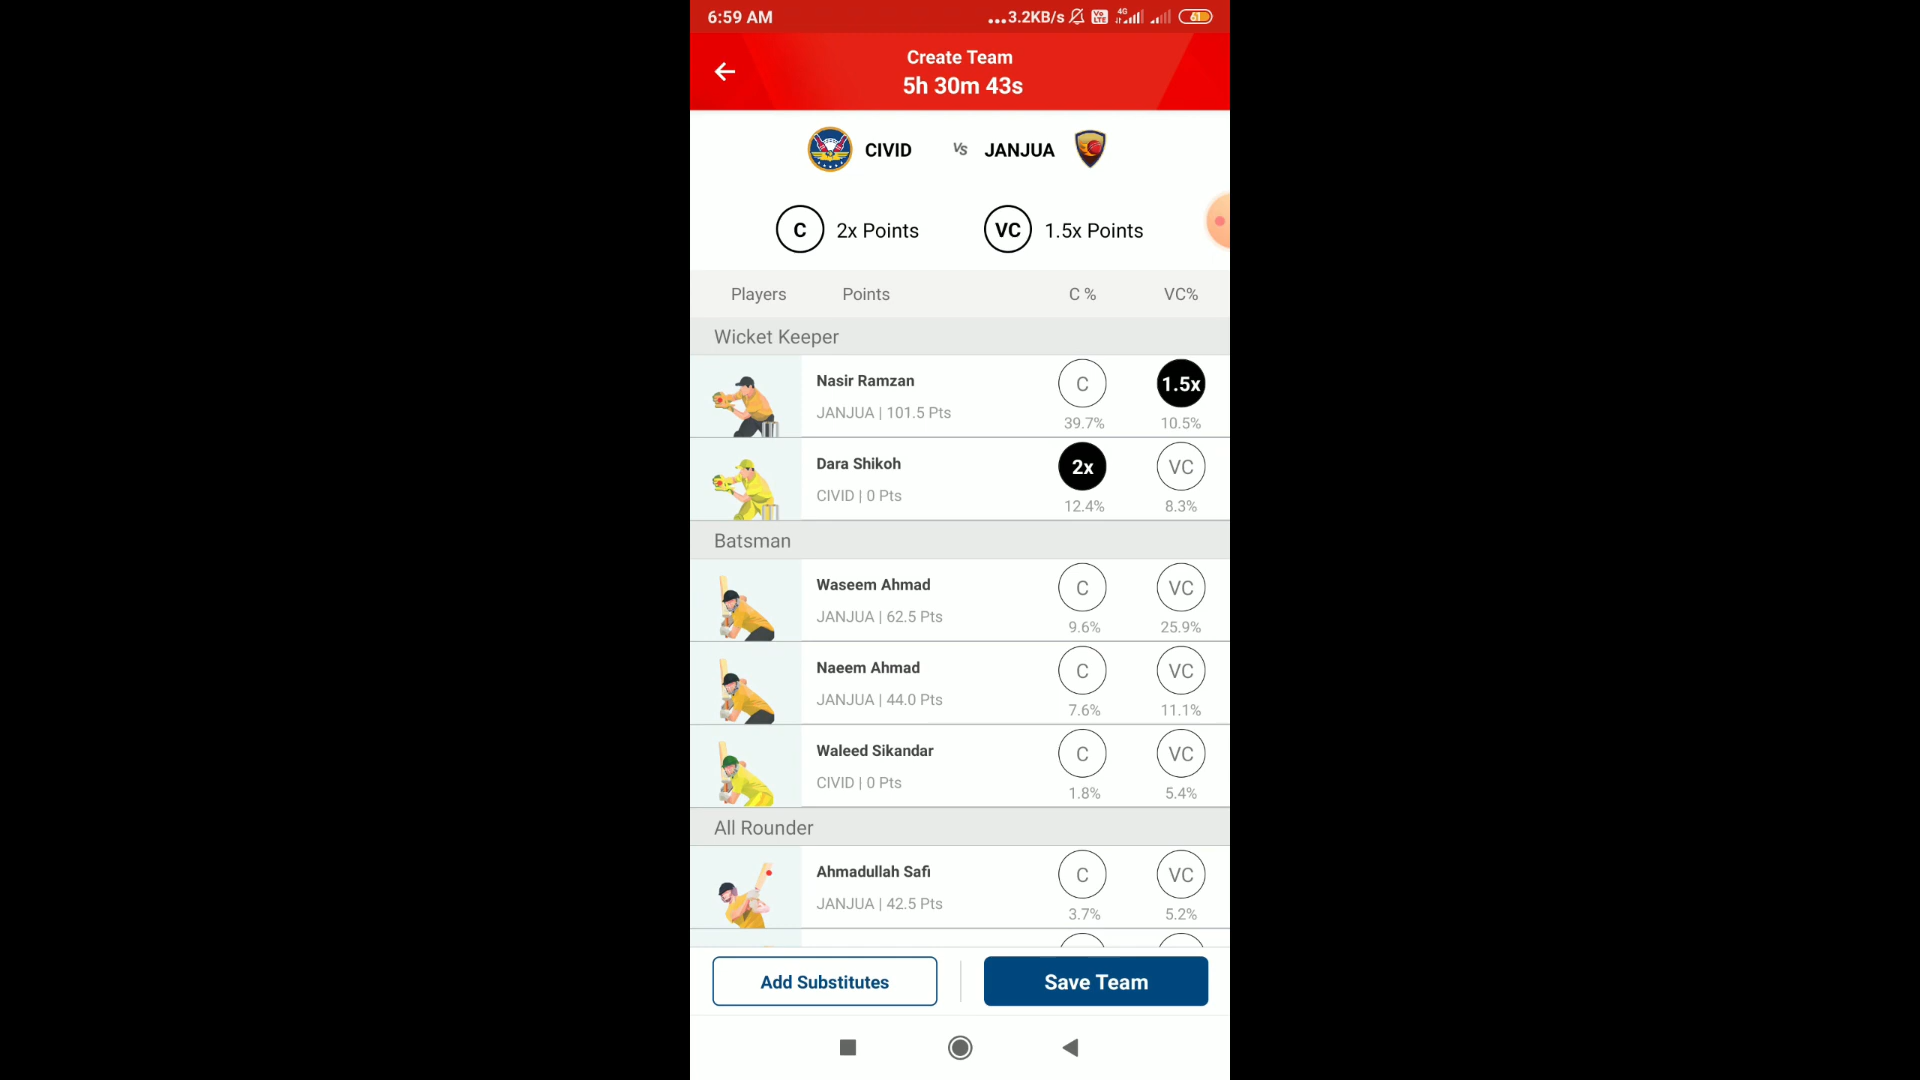 6:59 AM
...3.2KB/s Vo LTE 4G 61
Create Team
5h 30m 43s
CIVID Vs JANJUA
C 2x Points VC 1.5x Points
Players Points C % VC%
Wicket Keeper
Nasir Ramzan C 1.5x
JANJUA | 101.5 Pts 39.7% 10.5%
Dara Shikoh 2x VC
CIVID | 0 Pts 12.4% 8.3%
Batsman
Waseem Ahmad C VC
JANJUA | 62.5 Pts 9.6% 25.9%
Naeem Ahmad C VC
JANJUA | 44.0 Pts 7.6% 11.1%
Waleed Sikandar C VC
CIVID | 0 Pts 1.8% 5.4%
All Rounder
Ahmadullah Safi C VC
JANJUA | 42.5 Pts 3.7% 5.2%
Add Substitutes Save Team